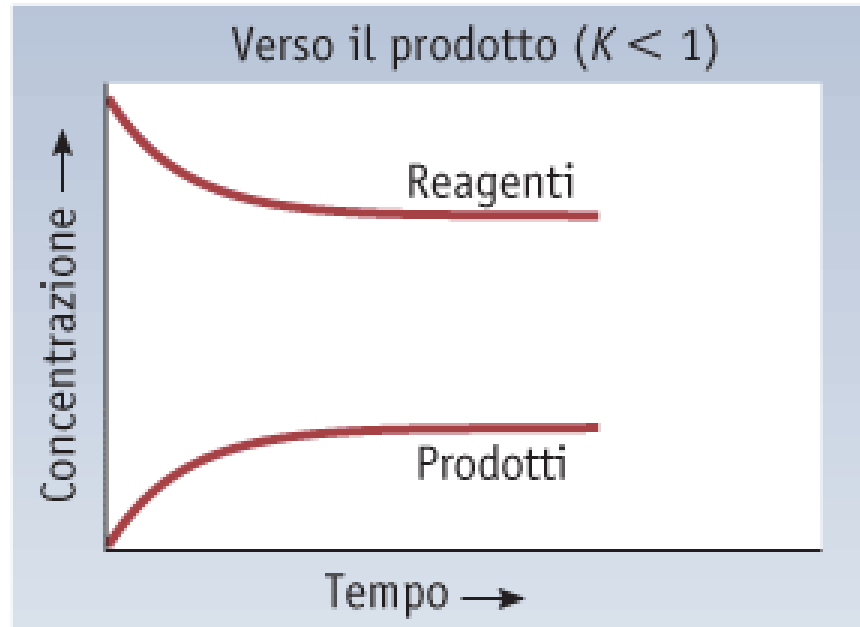 Verso il prodotto (K < 1)
Concentrazione →
Reagenti
Prodotti
Tempo →